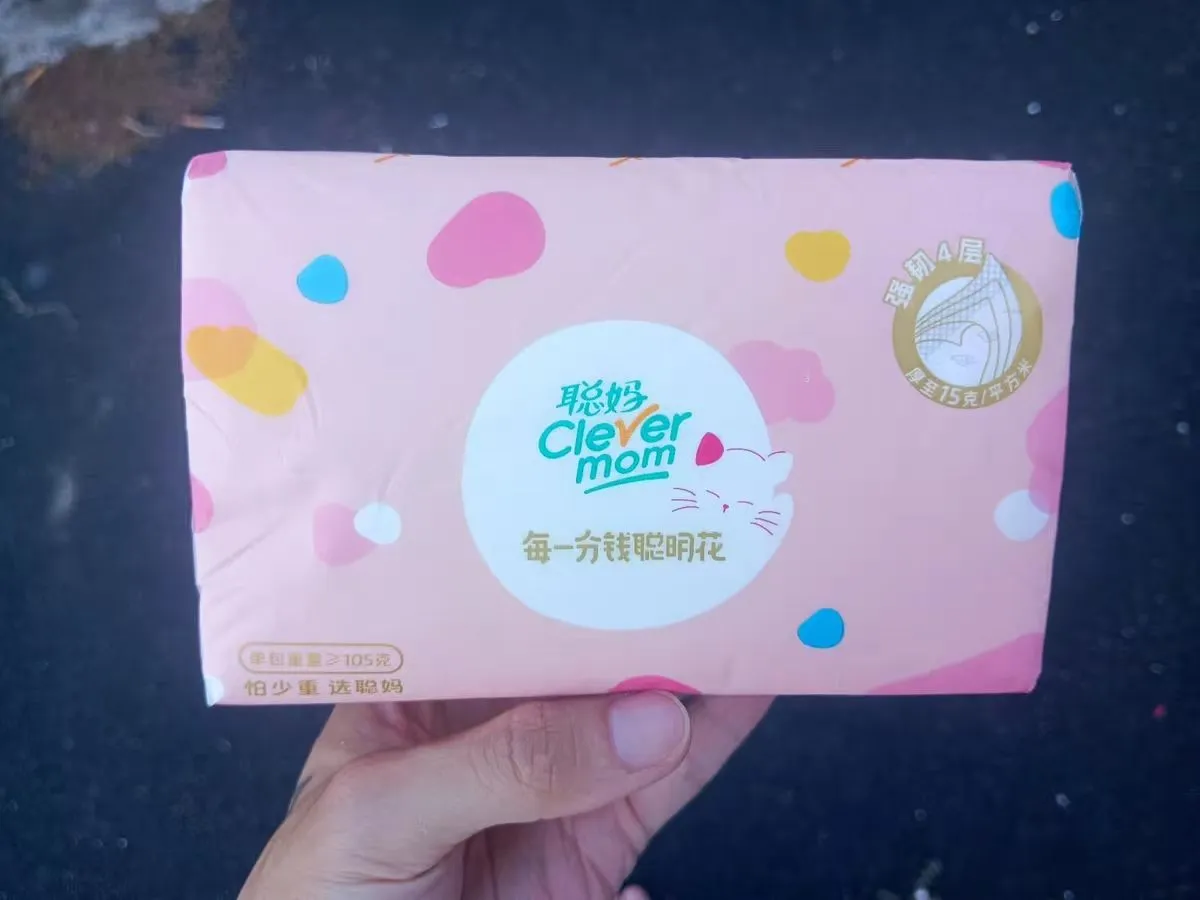 强韧4层
厚至15克/平方米
聪妈
Clever
mom
每一分钱聪明花
单包重量≥105克
怕少重 选聪妈